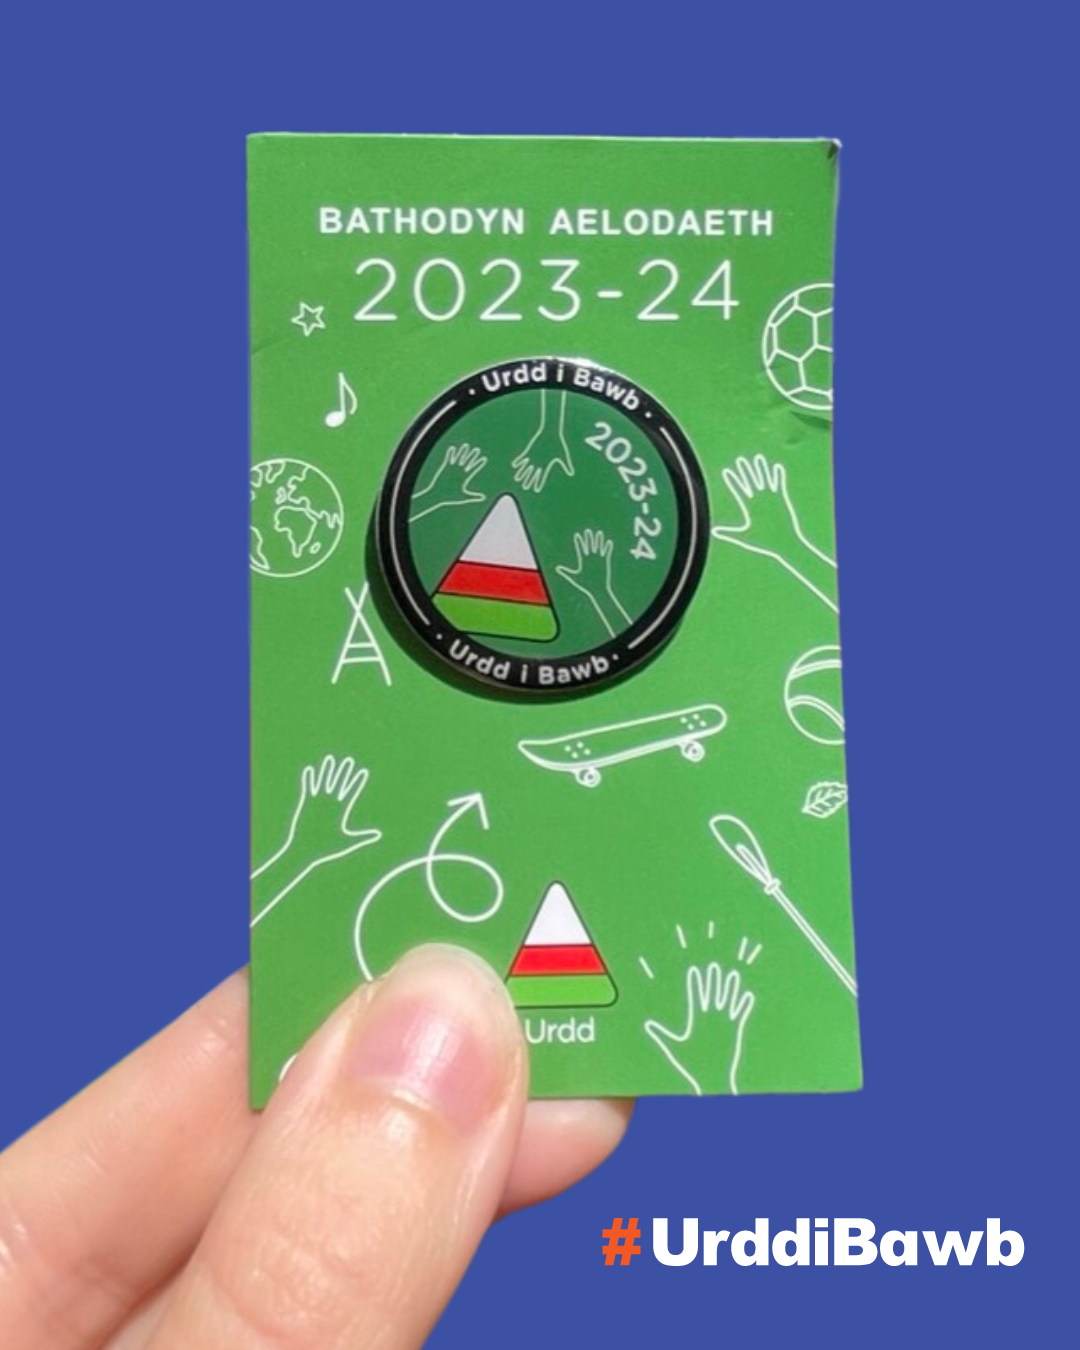 BATHODYN AELODAETH
2023-24
· Urdd i Bawb ·
2023-24
· Urdd i Bawb ·
Urdd
#UrddiBawb